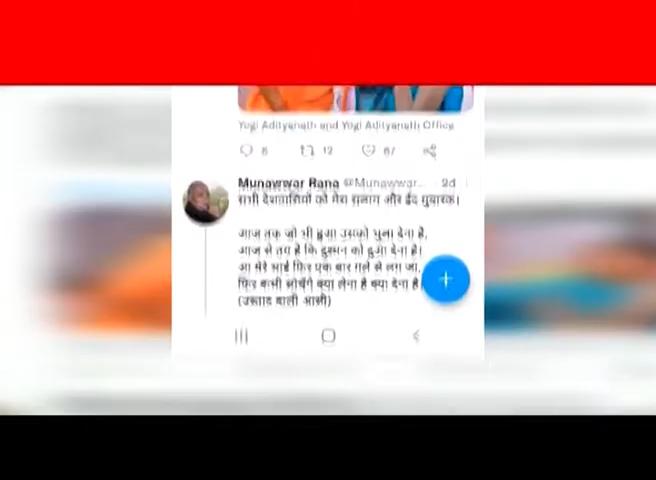 Yogi Adityanath and Yogi Adityanath Office
6 12 67
Munawwar Rana @Munawwar... 2d
सभी देशवासियों को मेरा सलाम और ईद मुबारक।
आज तक जो भी हुआ उसको भुला देना है,
आज से तय है कि दुश्मन को दुआ देना है।
आ मेरे भाई फिर एक बार गले से लग जा,
फिर कभी सोचेंगे क्या लेना है क्या देना है
(उस्ताद वाली आसी)